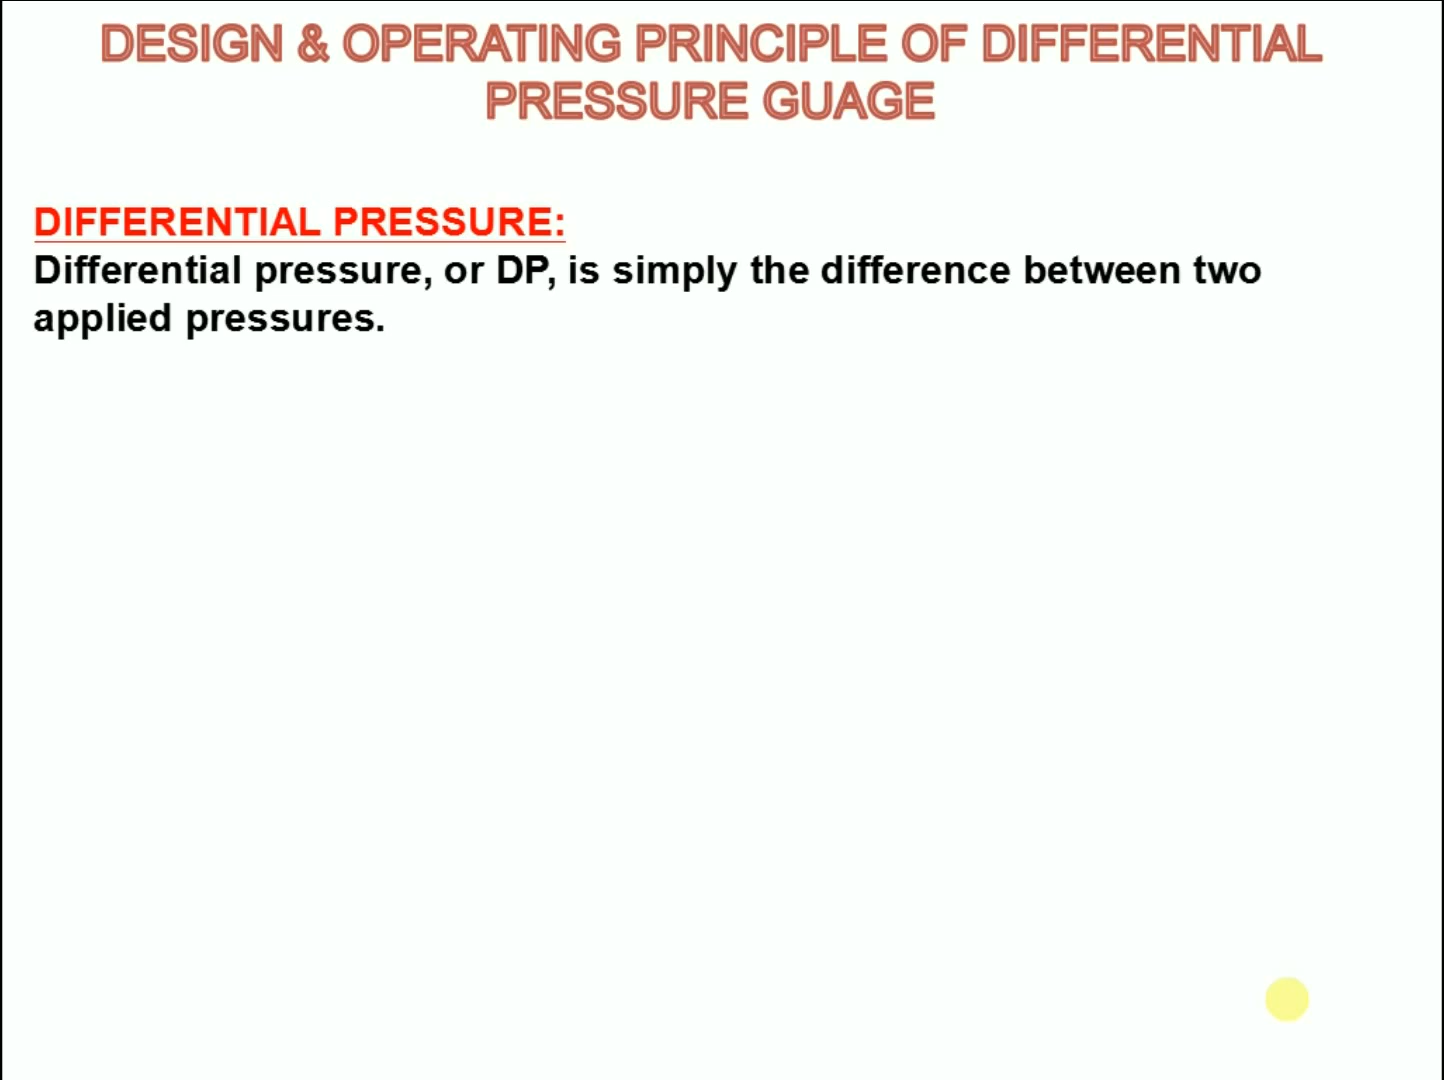 DESIGN & OPERATING PRINCIPLE OF DIFFERENTIAL
PRESSURE GUAGE
DIFFERENTIAL PRESSURE:
Differential pressure, or DP, is simply the difference between two
applied pressures.